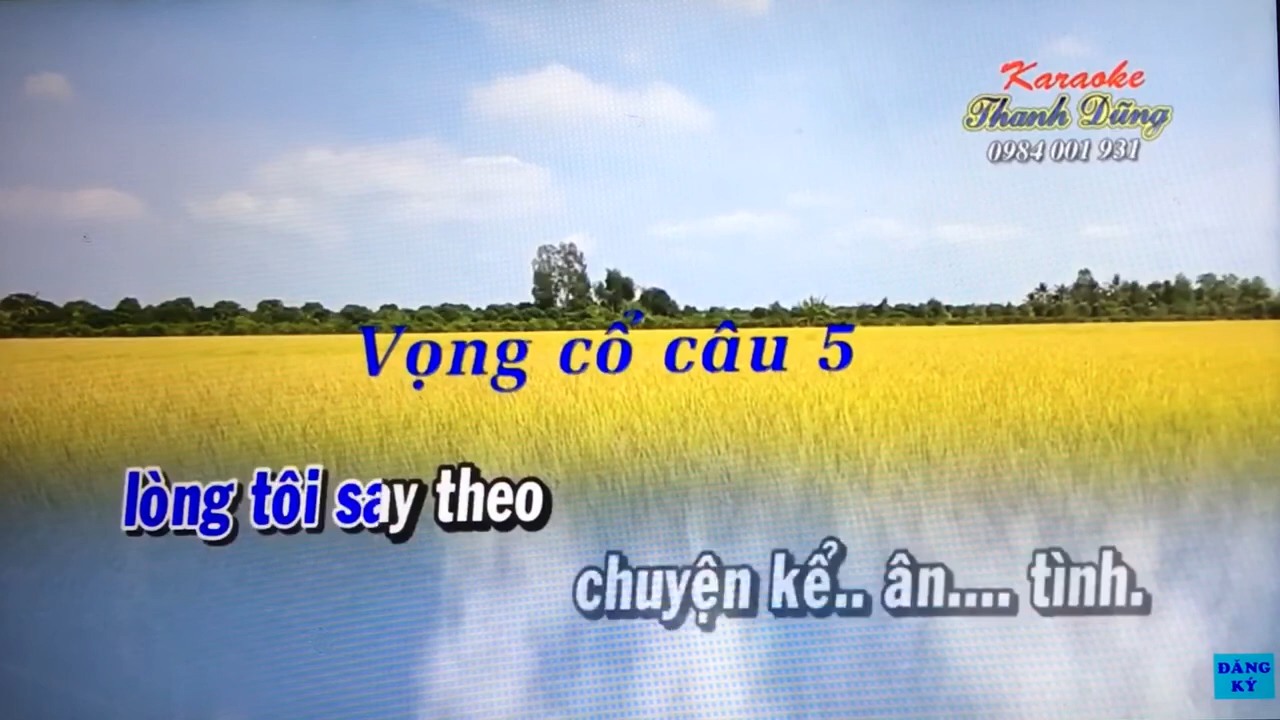 Karaoke
Thanh Dũng
0984 001 931
Vọng cổ câu 5
lòng tôi say theo
chuyện kể.. ân.... tình.
ĐĂNG
KÝ